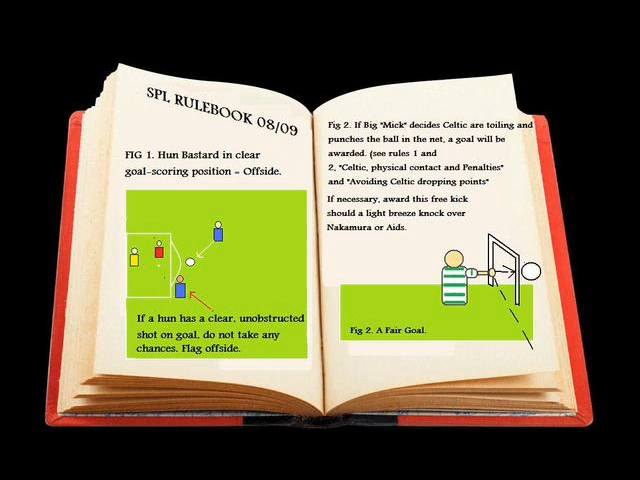 SPL RULEBOOK 08/09
FIG 1. Hun Bastard in clear
goal-scoring position = Offside.
If a hun has a clear, unobstructed
shot on goal, do not take any
chances. Flag offside.
Fig 2. If Big "Mick" decides Celtic are toiling and
punches the ball in the net, a goal will be
awarded. (see rules 1 and
2, "Celtic, physical contact and Penalties"
and "Avoiding Celtic dropping points"
If necessary, award this free kick
should a light breeze knock over
Nakamura or Aids.
Fig 2. A Fair Goal.